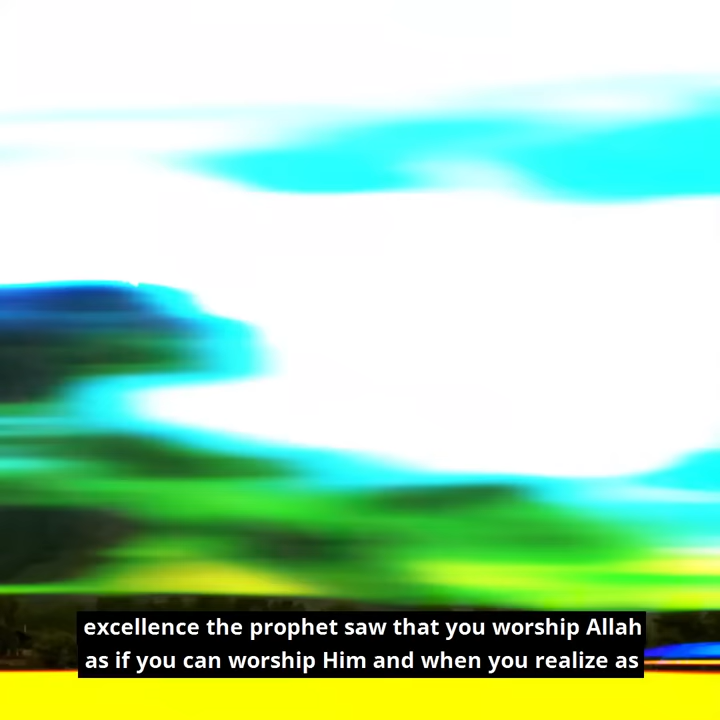 excellence the prophet saw that you worship Allah
as if you can worship Him and when you realize as